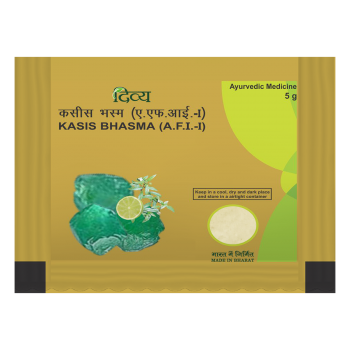 Ayurvedic Medicine
5 g
दिव्य
कसीस भस्म (ए.एफ.आई.-I)
KASIS BHASMA (A.F.I.-I)
Keep in a cool, dry and dark place
and store in a airtight container
भारत में निर्मित
MADE IN BHARAT